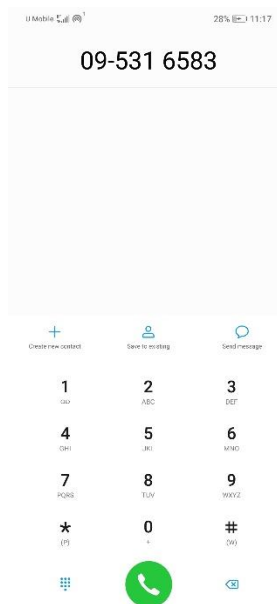 U Mobile 1 28% 11:17
09-531 6583
Create new contact Save to existing Send message
1 2 3
ABC DEF
4 5 6
GHI JKL MNO
7 8 9
PQRS TUV WXYZ
* 0 #
(P) + (W)